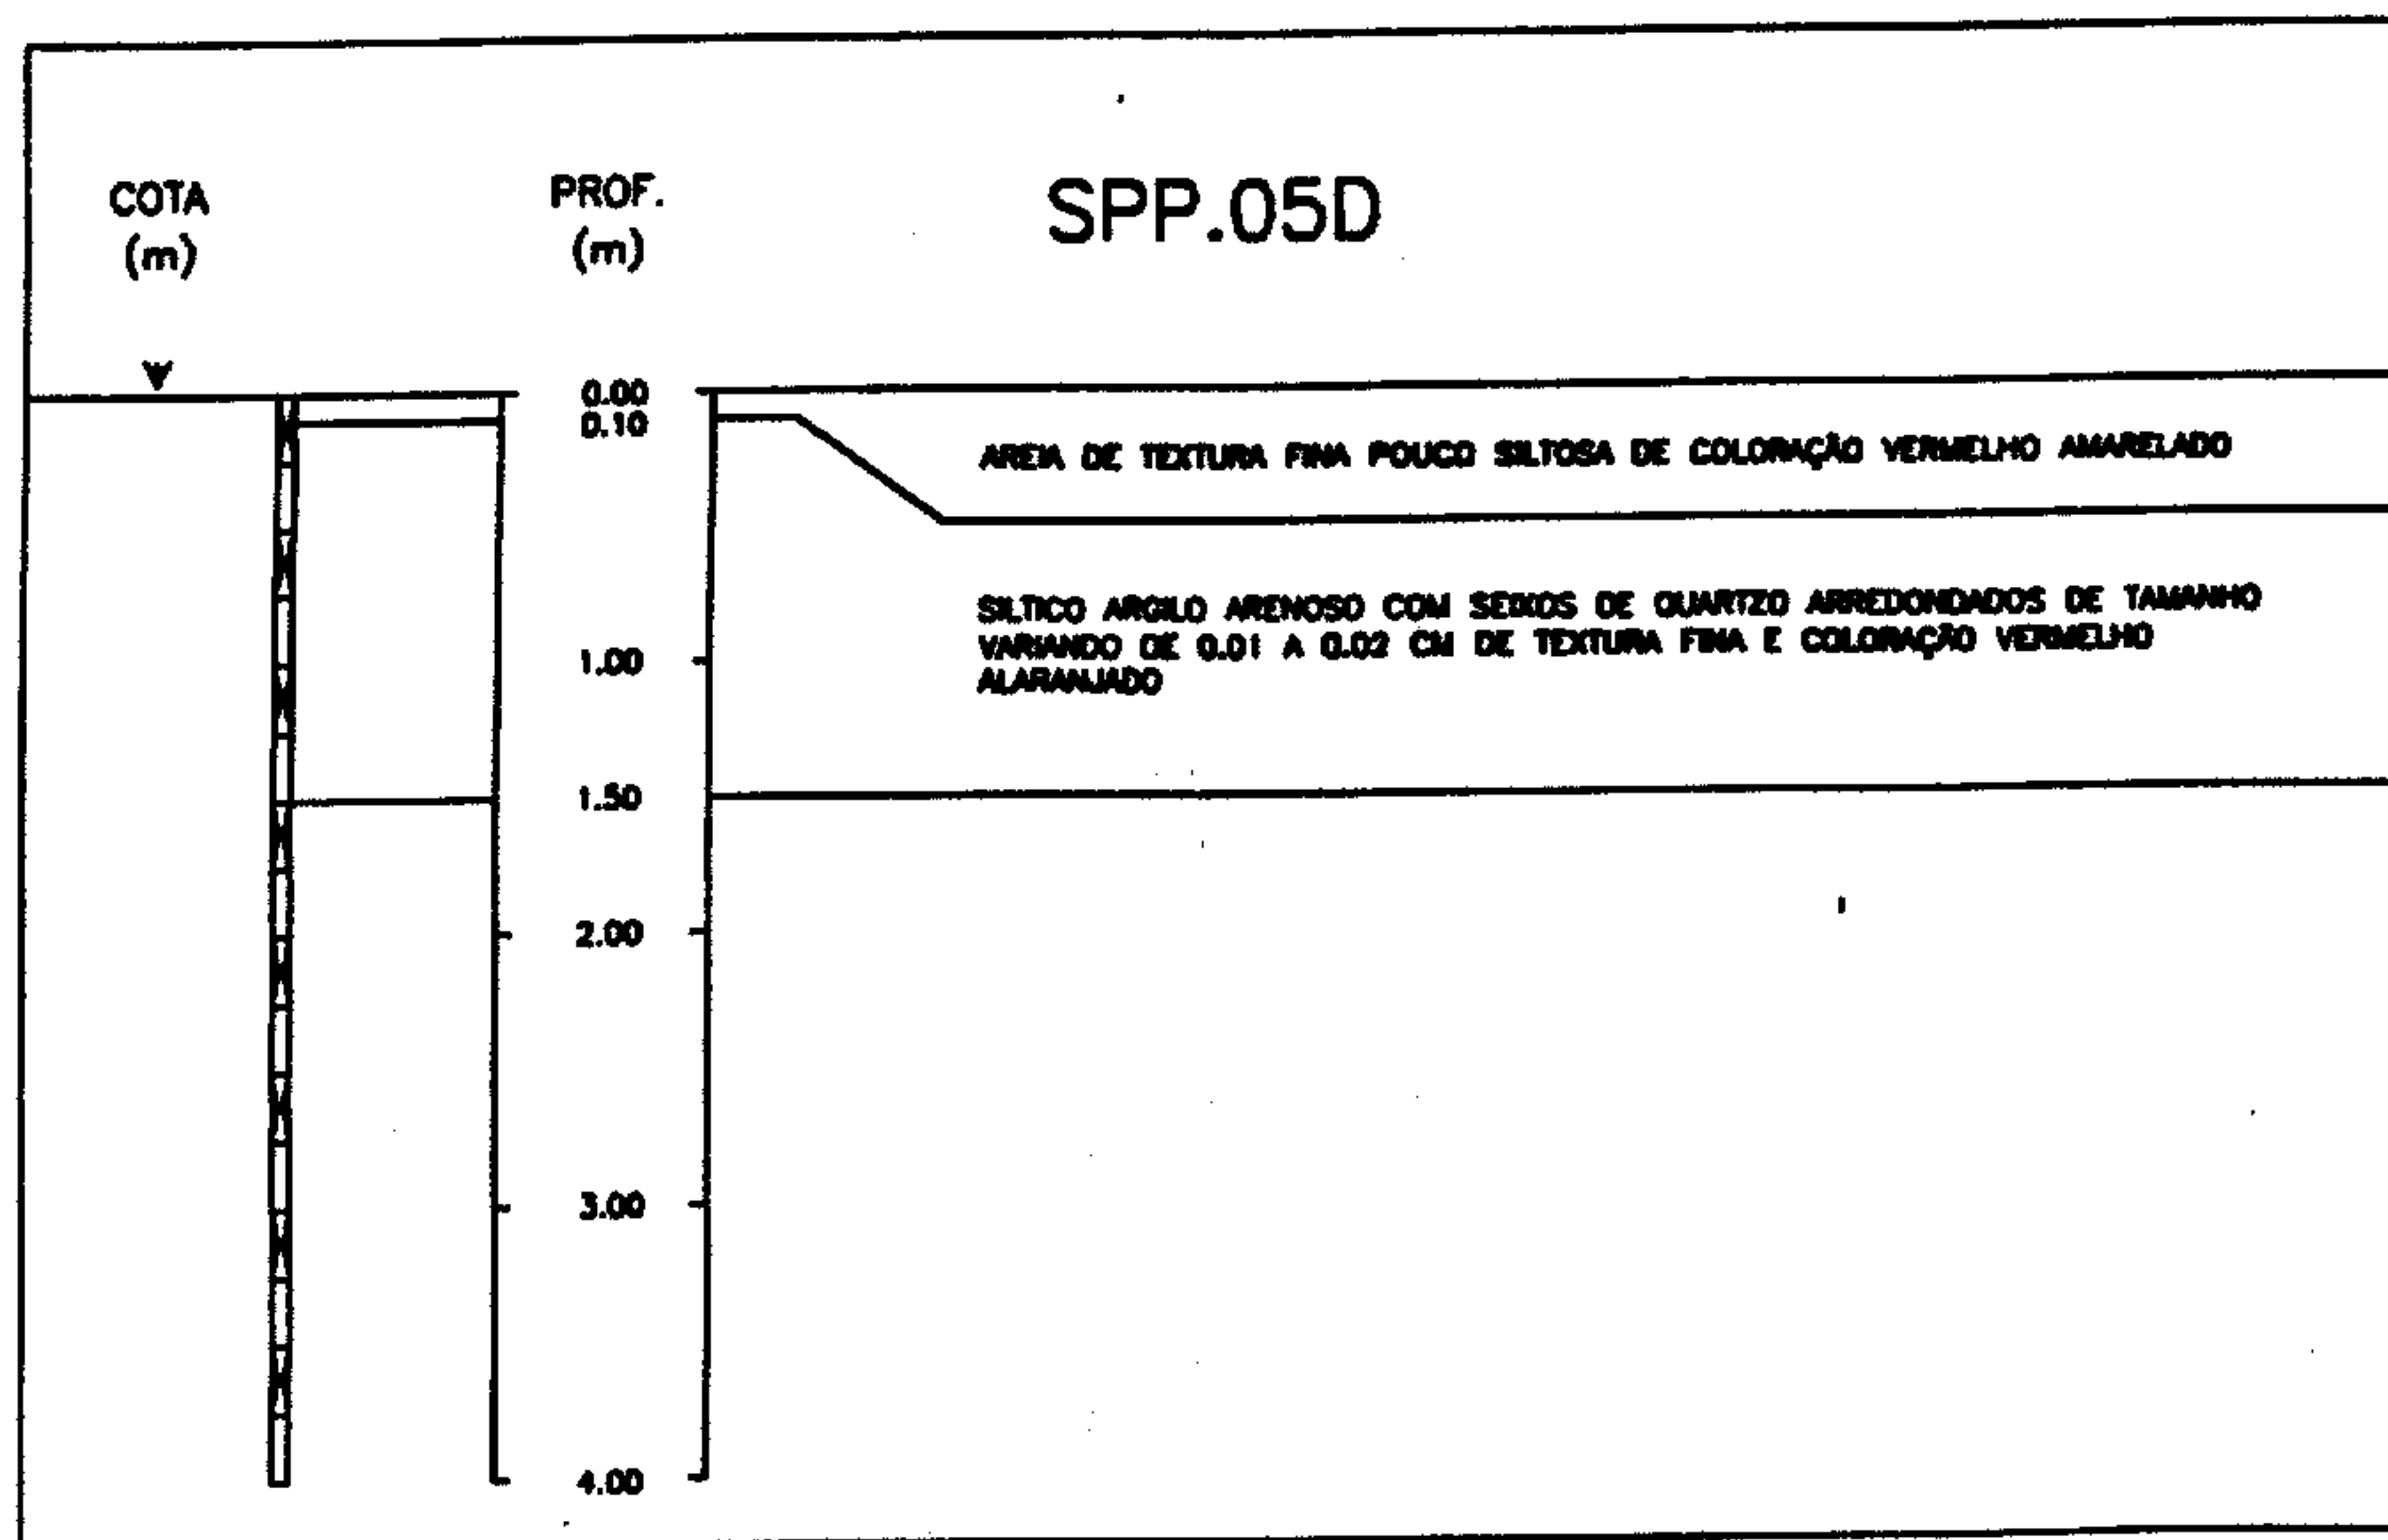 COTA
(m)
PROF.
(m)
SPP.05D
0.00
0.10
AREIA DE TEXTURA FINA POUCO SILTOSA DE COLORAÇÃO VERMELHO AMARELADO
SILTICO ARGILO ARENOSO COM SEIXOS DE QUARTZO ARREDONDADOS DE TAMANHO
VARIANDO DE 0.01 A 0.02 CM DE TEXTURA FINA E COLORAÇÃO VERMELHO
ALARANJADO
1.00
1.50
2.00
3.00
4.00